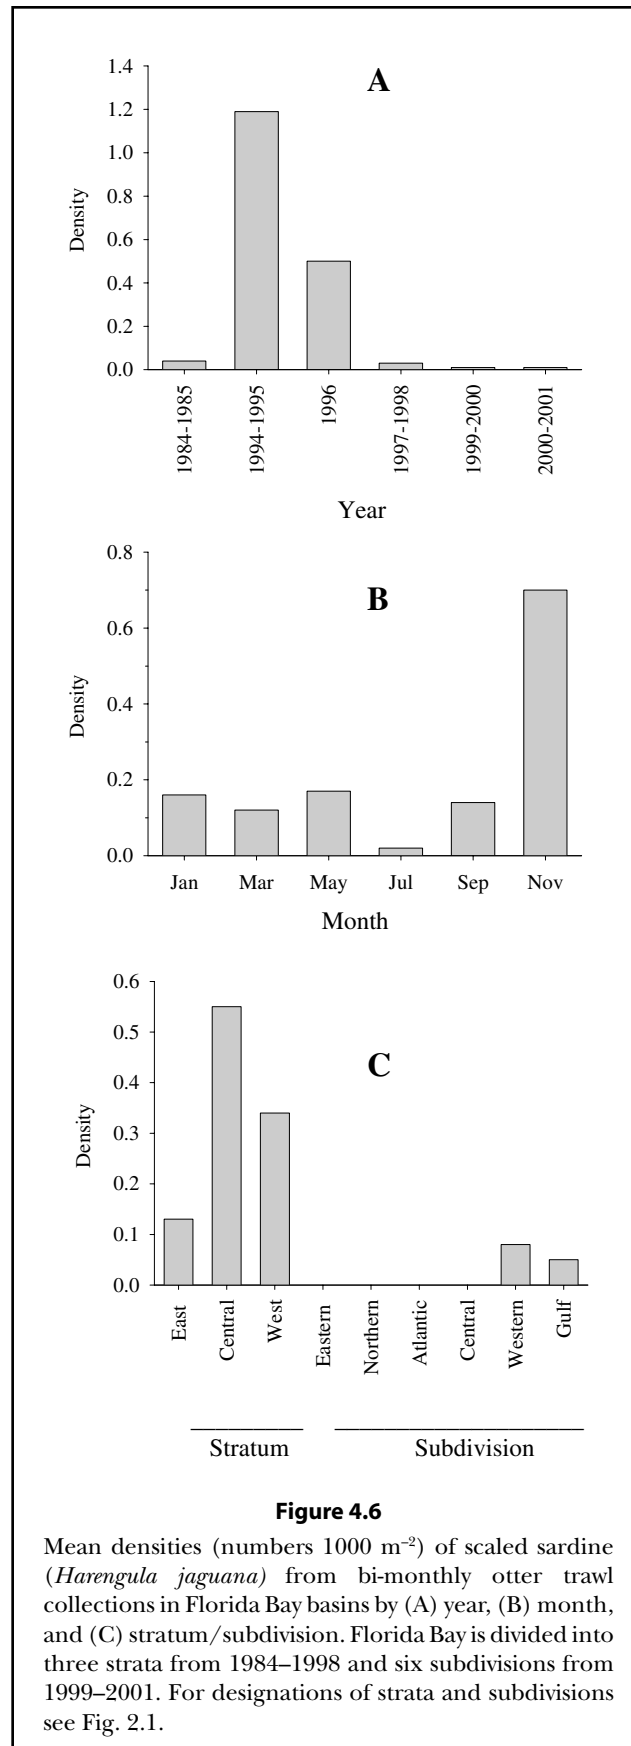 A
1.4
1.2
1.0
0.8
0.6
0.4
0.2
0.0
Density
1984-1985
1994-1995
1996
1997-1998
1999-2000
2000-2001
Year
B
0.8
0.6
0.4
0.2
0.0
Density
Jan Mar May Jul Sep Nov
Month
C
0.6
0.5
0.4
0.3
0.2
0.1
0.0
Density
East
Central
West
Eastern
Northern
Atlantic
Central
Western
Gulf
Stratum Subdivision
Figure 4.6
Mean densities (numbers 1000 m⁻²) of scaled sardine
(Harengula jaguana) from bi-monthly otter trawl
collections in Florida Bay basins by (A) year, (B) month,
and (C) stratum/subdivision. Florida Bay is divided into
three strata from 1984–1998 and six subdivisions from
1999–2001. For designations of strata and subdivisions
see Fig. 2.1.